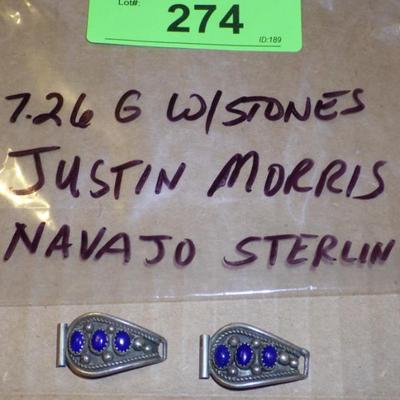 Lot#:
274
ID:189
7.26 G W/STONES
JUSTIN MORRIS
NAVAJO STERLIN